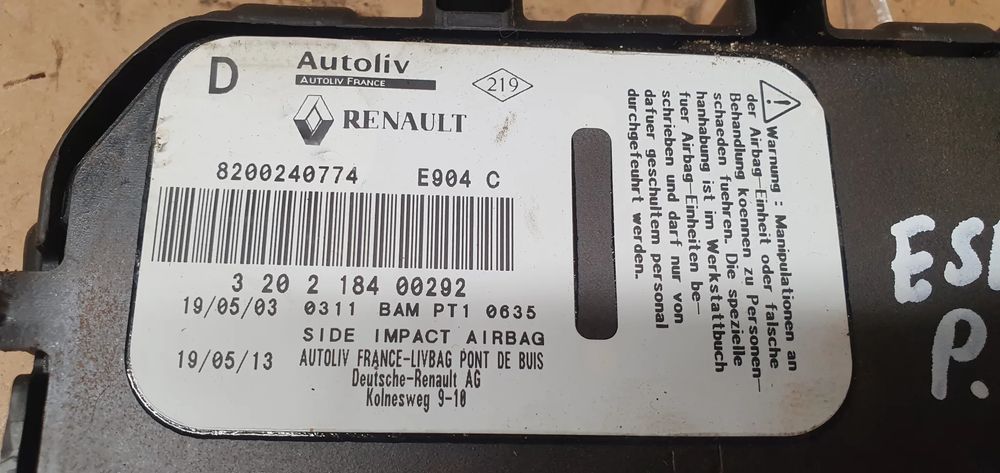 D
Autoliv
AUTOLIV FRANCE
219
RENAULT
8200240774 E904 C
3 20 2 184 00292
19/05/03 0311 BAM PT1 0635
SIDE IMPACT AIRBAG
19/05/13 AUTOLIV FRANCE-LIVBAG PONT DE BUIS
Deutsche-Renault AG
Kolnesweg 9-10
Warnung : Manipulationen an
der Airbag-Einheit oder falsche
Behandlung koennen zu Personen-
schaeden fuehren. Die spezielle
hanhabung ist im Werkstattbuch
fuer Airbag-Einheiten be-
schrieben und darf nur von
dafuer geschultem personal
durchgefeuhrt werden.
P.